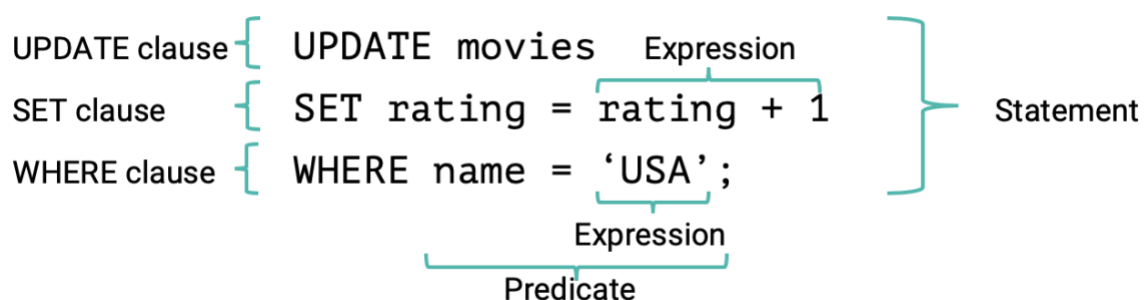 UPDATE clause UPDATE movies Expression
SET clause SET rating = rating + 1 Statement
WHERE clause WHERE name = ‘USA’;
Expression
Predicate